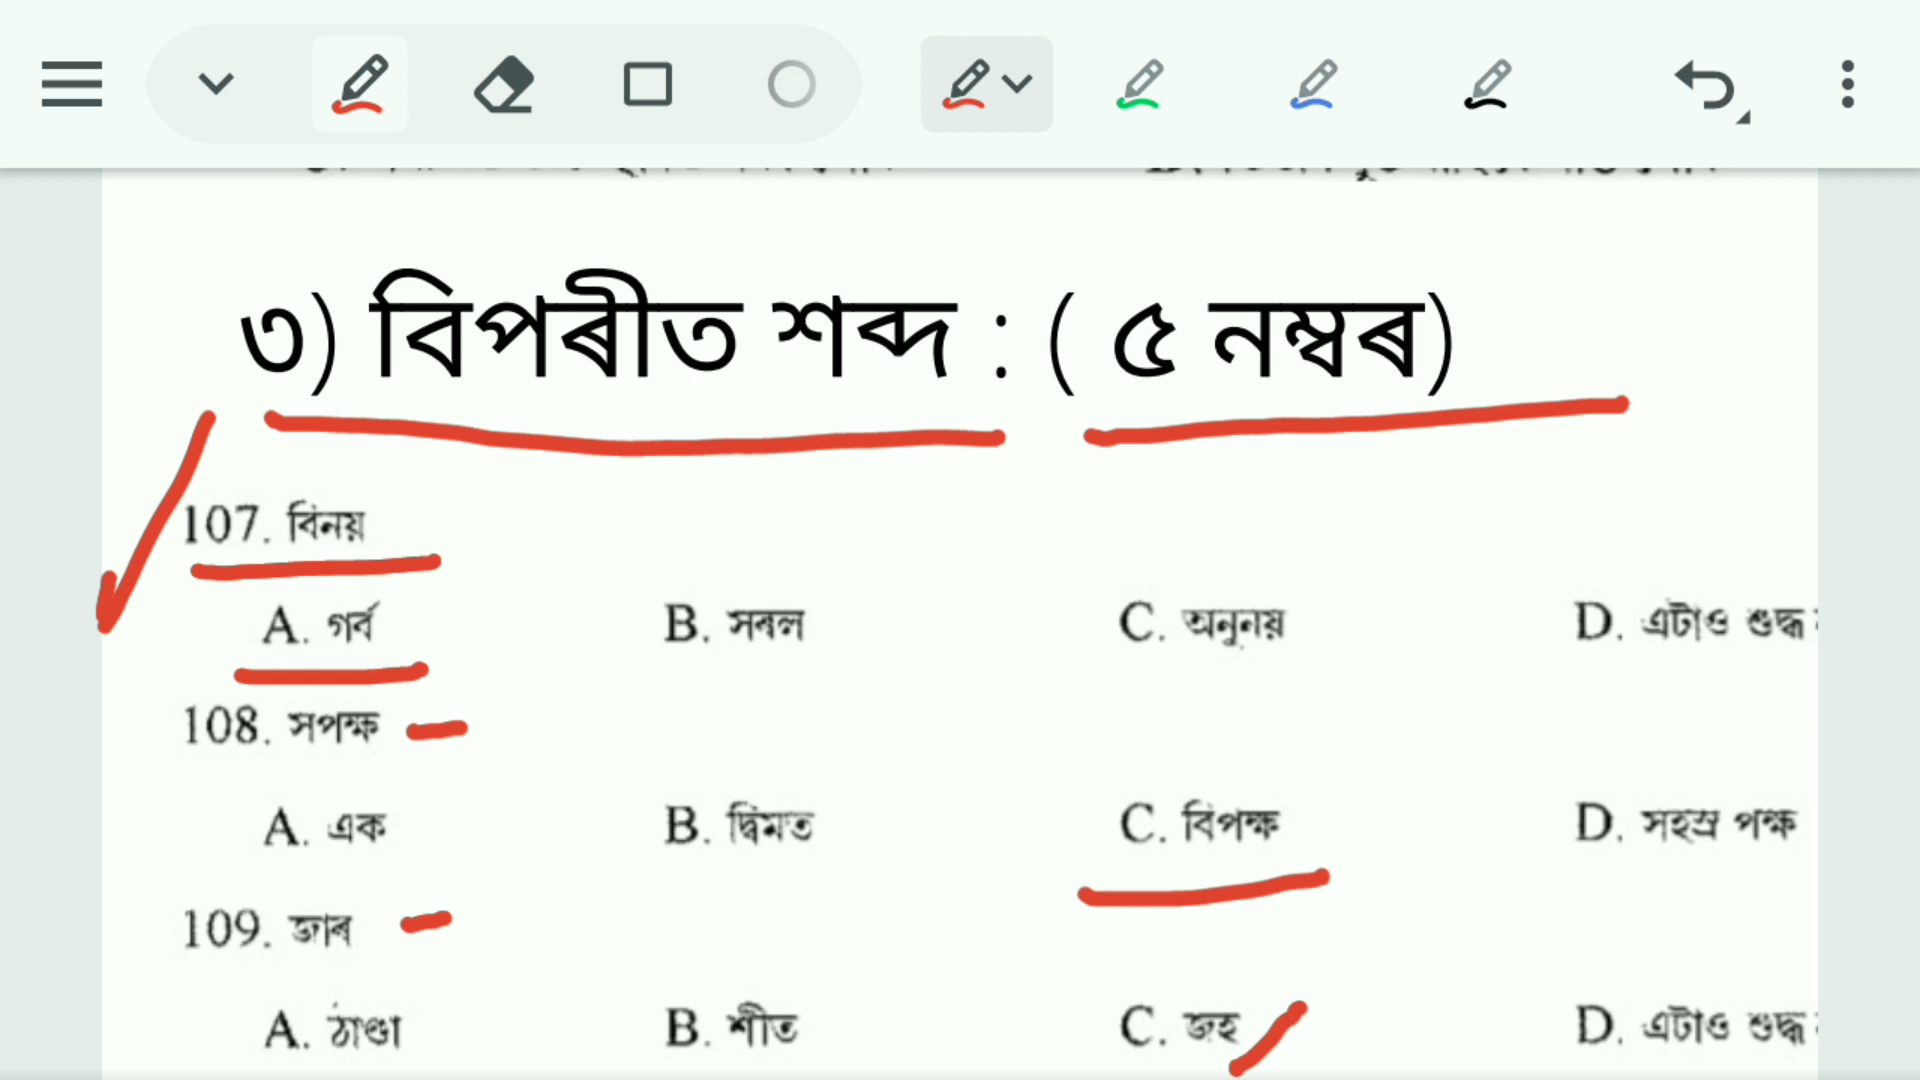 ৩) বিপৰীত শব্দ : ( ৫ নম্বৰ)
107. বিনয়
A. গৰ্ব B. সৰল C. অনুনয় D. এটাও শুদ্ধ
108. সপক্ষ
A. এক B. দ্বিমত C. বিপক্ষ D. সহস্ৰ পক্ষ
109. জাৰ
A. ঠাণ্ডা B. শীত C. জহ D. এটাও শুদ্ধ